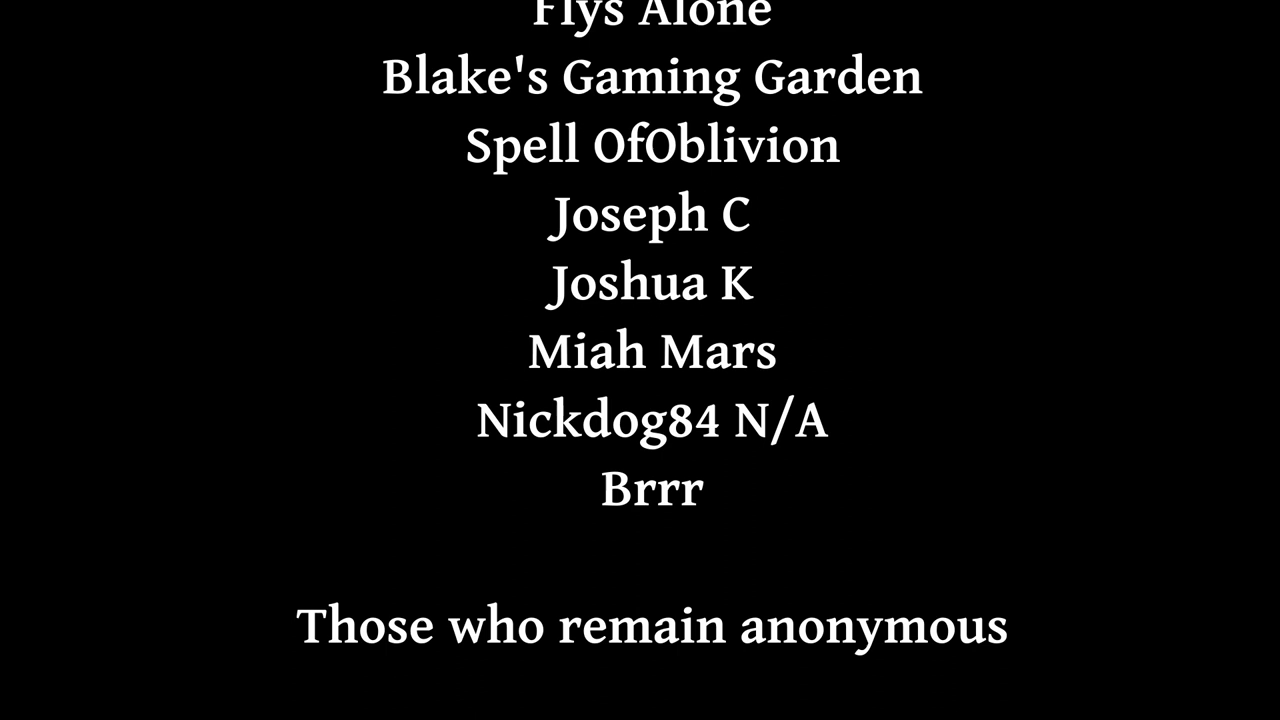 Flys Alone
Blake's Gaming Garden
Spell OfOblivion
Joseph C
Joshua K
Miah Mars
Nickdog84 N/A
Brrr
Those who remain anonymous